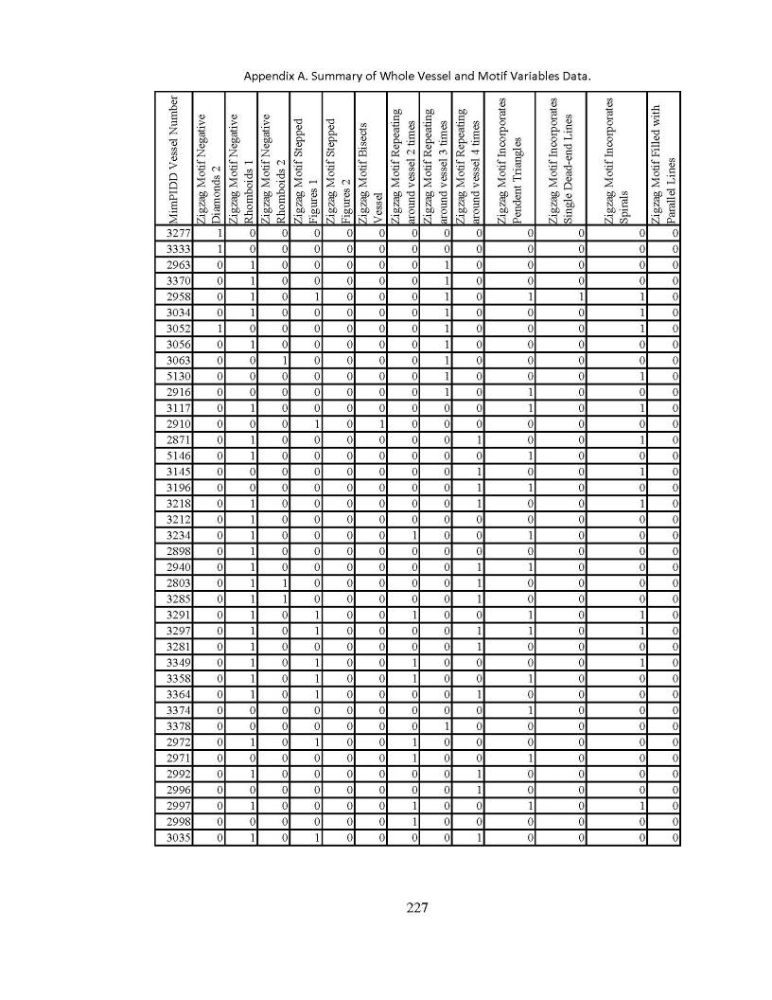 Appendix A. Summary of Whole Vessel and Motif Variables Data.
MimPIDD Vessel Number
Zigzag Motif Negative
Diamonds 2
Zigzag Motif Negative
Rhomboids 1
Zigzag Motif Negative
Rhomboids 2
Zigzag Motif Stepped
Figures 1
Zigzag Motif Stepped
Figures 2
Zigzag Motif Bisects
Vessel
Zigzag Motif Repeating
around vessel 2 times
Zigzag Motif Repeating
around vessel 3 times
Zigzag Motif Repeating
around vessel 4 times
Zigzag Motif Incorporates
Pendent Triangles
Zigzag Motif Incorporates
Single Dead-end Lines
Zigzag Motif Incorporates
Spirals
Zigzag Motif Filled with
Parallel Lines
3277 1 0 0 0 0 0 0 0 0 0 0 0 0
3333 1 0 0 0 0 0 0 0 0 0 0 0 0
2963 0 1 0 0 0 0 0 1 0 0 0 0 0
3370 0 1 0 0 0 0 0 1 0 0 0 0 0
2958 0 1 0 1 0 0 0 1 0 1 1 1 0
3034 0 1 0 0 0 0 0 1 0 0 0 1 0
3052 1 0 0 0 0 0 0 1 0 0 0 1 0
3056 0 1 0 0 0 0 0 1 0 0 0 0 0
3063 0 0 1 0 0 0 0 1 0 0 0 0 0
5130 0 0 0 0 0 0 0 1 0 0 0 1 0
2916 0 0 0 0 0 0 0 1 0 1 0 0 0
3117 0 1 0 0 0 0 0 0 0 1 0 1 0
2910 0 0 0 1 0 1 0 0 0 0 0 0 0
2871 0 1 0 0 0 0 0 0 1 0 0 1 0
5146 0 1 0 0 0 0 0 0 0 1 0 0 0
3145 0 0 0 0 0 0 0 0 1 0 0 1 0
3196 0 0 0 0 0 0 0 0 1 1 0 0 0
3218 0 1 0 0 0 0 0 0 1 0 0 1 0
3212 0 1 0 0 0 0 0 0 0 0 0 0 0
3234 0 1 0 0 0 0 1 0 0 1 0 0 0
2898 0 1 0 0 0 0 0 0 0 0 0 0 0
2940 0 1 0 0 0 0 0 0 1 1 0 0 0
2803 0 1 1 0 0 0 0 0 1 0 0 0 0
3285 0 1 1 0 0 0 0 0 1 0 0 0 0
3291 0 1 0 1 0 0 1 0 0 1 0 1 0
3297 0 1 0 1 0 0 0 0 1 1 0 1 0
3281 0 1 0 0 0 0 0 0 1 0 0 0 0
3349 0 1 0 1 0 0 1 0 0 0 0 1 0
3358 0 1 0 1 0 0 1 0 0 1 0 0 0
3364 0 1 0 1 0 0 0 0 1 0 0 0 0
3374 0 0 0 0 0 0 0 0 0 1 0 0 0
3378 0 0 0 0 0 0 0 1 0 0 0 0 0
2972 0 1 0 1 0 0 1 0 0 0 0 0 0
2971 0 0 0 0 0 0 1 0 0 1 0 0 0
2992 0 1 0 0 0 0 0 0 1 0 0 0 0
2996 0 0 0 0 0 0 0 0 1 0 0 0 0
2997 0 1 0 0 0 0 1 0 0 1 0 1 0
2998 0 0 0 0 0 0 1 0 0 0 0 0 0
3035 0 1 0 1 0 0 0 0 1 0 0 0 0
227